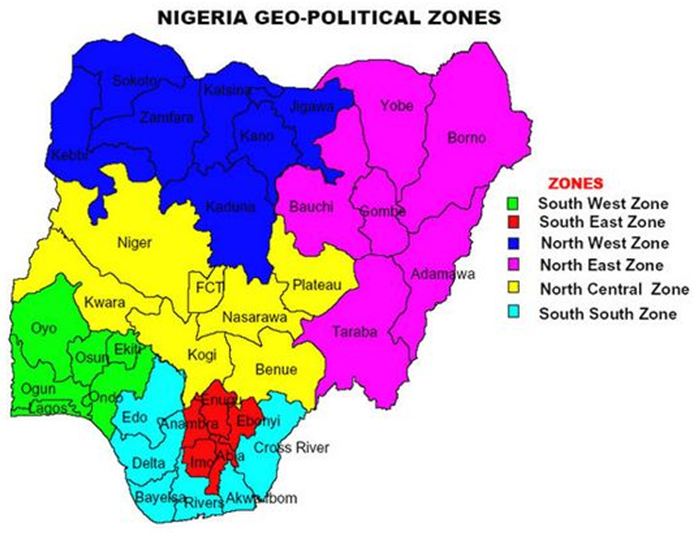 NIGERIA GEO-POLITICAL ZONES
Sokoto
Katsina
Jigawa
Yobe
Zamfara
Kano
Borno
Kebbi
Kaduna
Bauchi
Gombe
Niger
Adamawa
FCT
Plateau
Kwara
Nasarawa
Oyo
Taraba
Osun
Ekiti
Kogi
Benue
Ogun
Lagos
Ondo
Edo
Enugu
Anambra
Ebonyi
Cross River
Delta
Imo
Abia
Bayelsa
Rivers
Akwa-Ibom
ZONES
South West Zone
South East Zone
North West Zone
North East Zone
North Central Zone
South South Zone